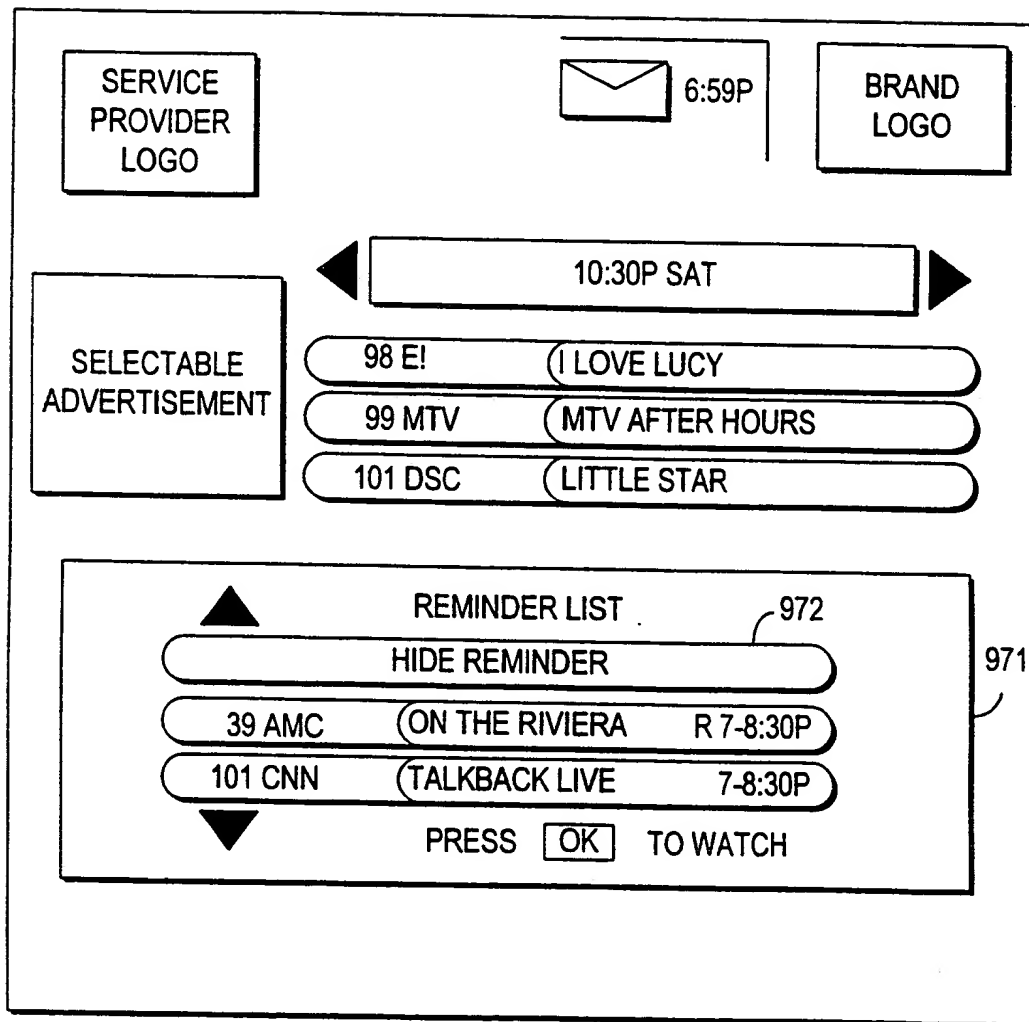 SERVICE
PROVIDER
LOGO
6:59P
BRAND
LOGO
10:30P SAT
SELECTABLE
ADVERTISEMENT
98 E! I LOVE LUCY
99 MTV MTV AFTER HOURS
101 DSC LITTLE STAR
REMINDER LIST
972
HIDE REMINDER
971
39 AMC ON THE RIVIERA R 7-8:30P
101 CNN TALKBACK LIVE 7-8:30P
PRESS OK TO WATCH